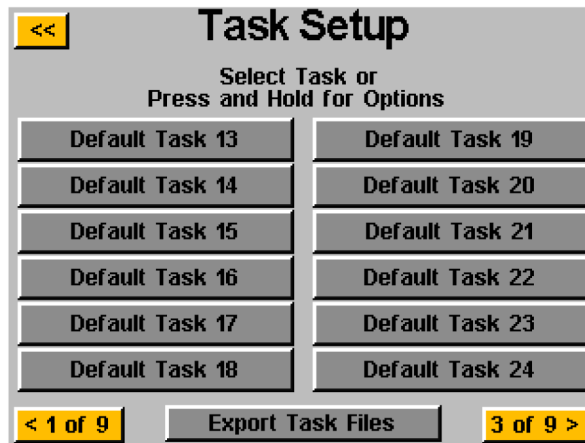 <<
Task Setup
Select Task or
Press and Hold for Options
Default Task 13
Default Task 19
Default Task 14
Default Task 20
Default Task 15
Default Task 21
Default Task 16
Default Task 22
Default Task 17
Default Task 23
Default Task 18
Default Task 24
< 1 of 9
Export Task Files
3 of 9 >